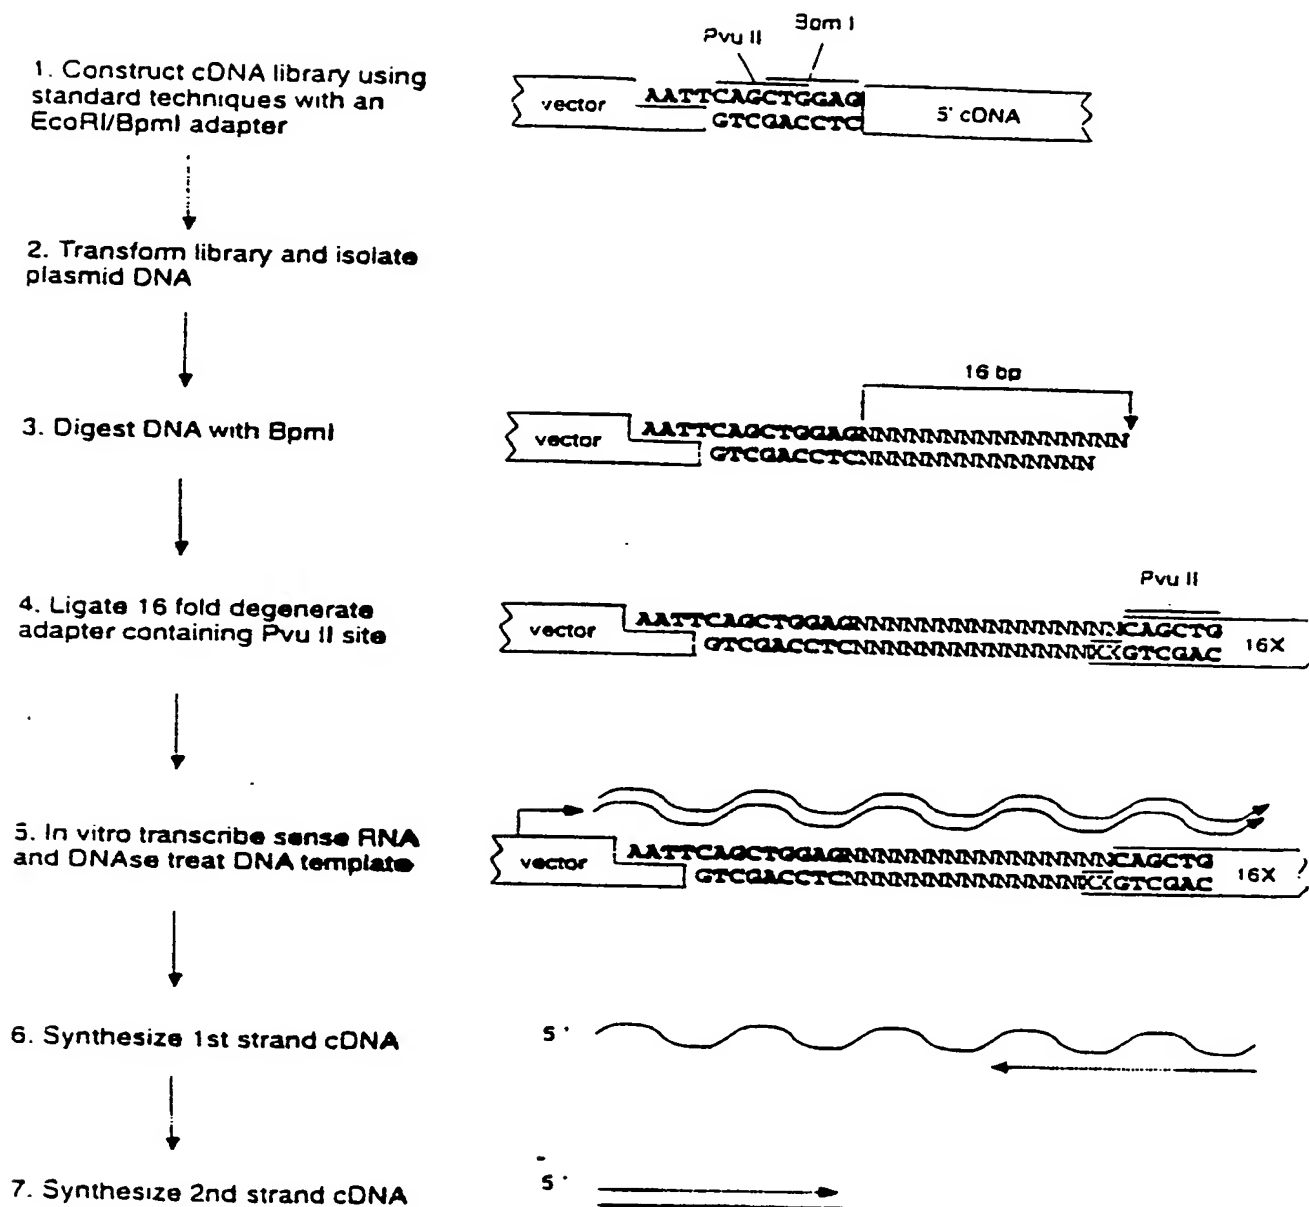 Pvu II
Bpm I
1. Construct cDNA library using
standard techniques with an
EcoRI/BpmI adapter
vector
AATTCAGCTGGAG
GTCGACCTC
5' cDNA
2. Transform library and isolate
plasmid DNA
16 bp
3. Digest DNA with BpmI
vector
AATTCAGCTGGAGNNNNNNNNNNNNNNNN
GTCGACCTCNNNNNNNNNNNNNN
Pvu II
4. Ligate 16 fold degenerate
adapter containing Pvu II site
vector
AATTCAGCTGGAGNNNNNNNNNNNNNNNNCAGCTG
GTCGACCTCNNNNNNNNNNNNNNXXGTCGAC
16X
5. In vitro transcribe sense RNA
and DNAse treat DNA template
vector
AATTCAGCTGGAGNNNNNNNNNNNNNNNNCAGCTG
GTCGACCTCNNNNNNNNNNNNNNXXGTCGAC
16X
6. Synthesize 1st strand cDNA
5'
7. Synthesize 2nd strand cDNA
5'